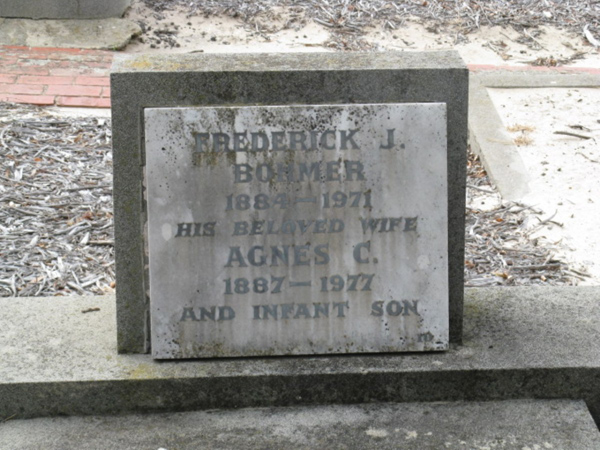 FREDERICK J.
BOHMER
1884 — 1971
HIS BELOVED WIFE
AGNES C.
1887 — 1977
AND INFANT SON